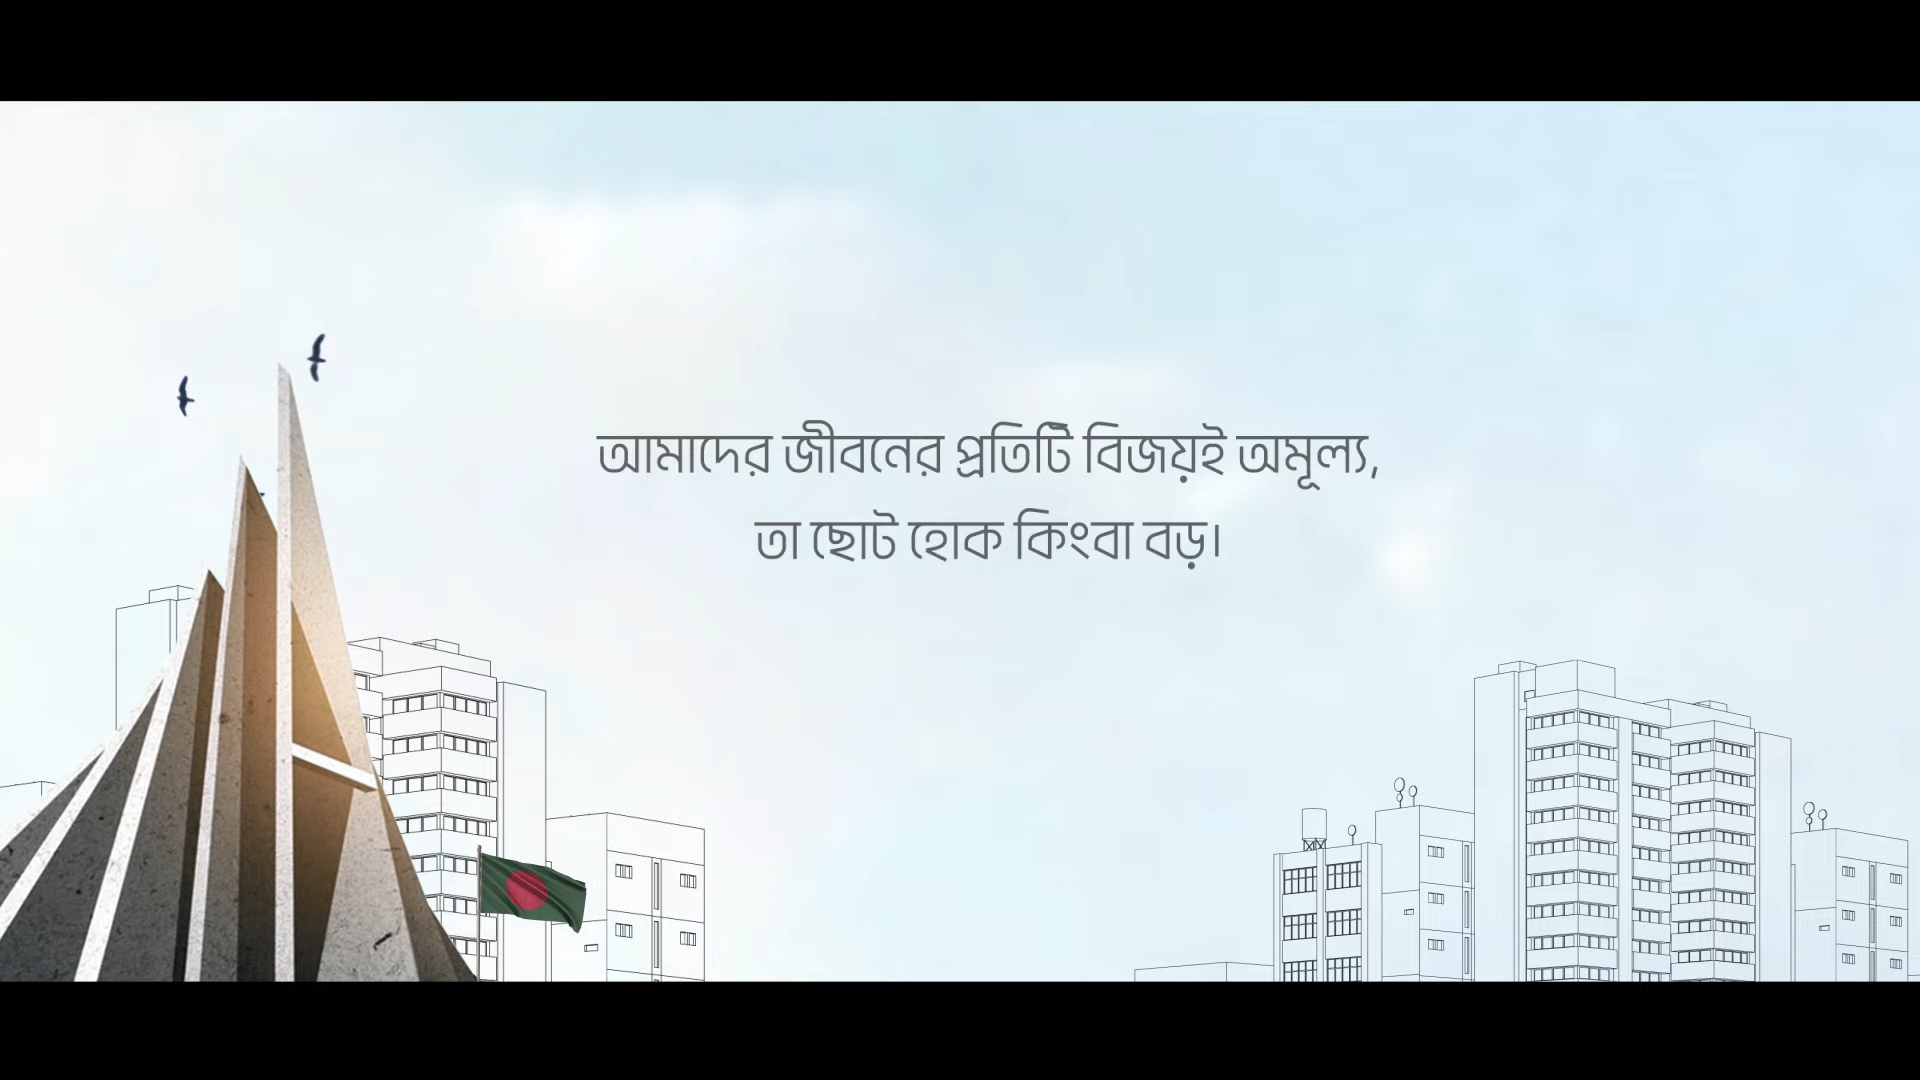 আমাদের জীবনের প্রতিটি বিজয়ই অমূল্য,
তা ছোট হোক কিংবা বড়।